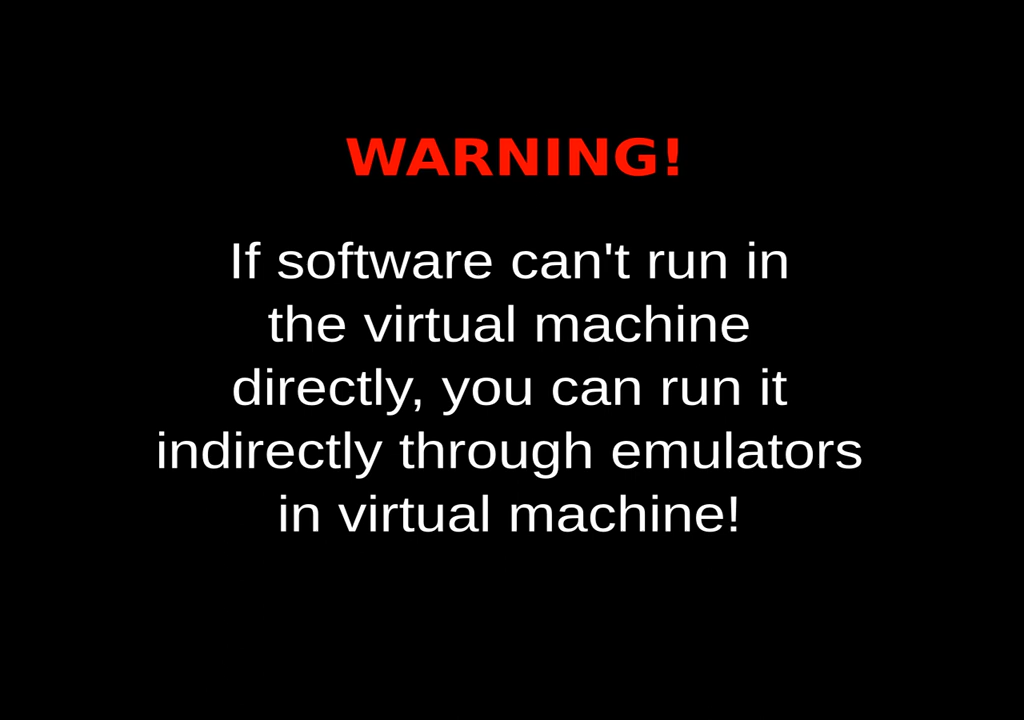 WARNING!
If software can't run in
the virtual machine
directly, you can run it
indirectly through emulators
in virtual machine!